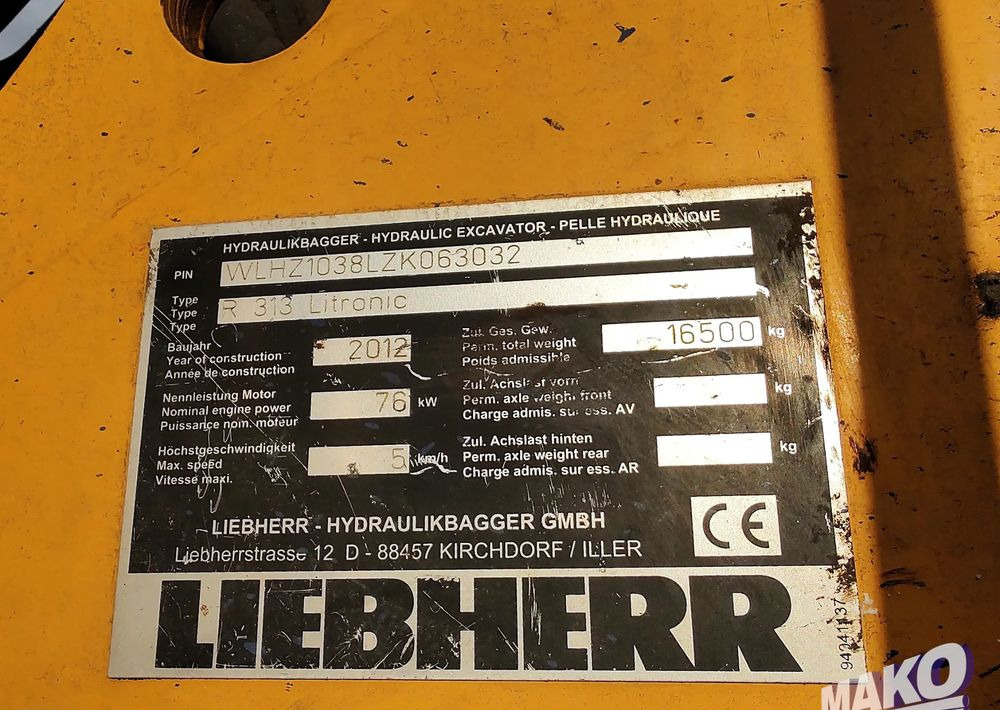 HYDRAULIKBAGGER - HYDRAULIC EXCAVATOR - PELLE HYDRAULIQUE
PIN WLHZ1038LZK063032
Type
Type R 313 Litronic
Type
Baujahr
Year of construction 2012
Année de construction
Zul. Ges. Gew.
Perm. total weight 16500 kg
Poids admissible
Nennleistung Motor
Nominal engine power 76 kW
Puissance nom. moteur
Zul. Achslast vorn
Perm. axle weight front kg
Charge admis. sur ess. AV
Höchstgeschwindigkeit
Max. speed 5 km/h
Vitesse maxi.
Zul. Achslast hinten
Perm. axle weight rear kg
Charge admis. sur ess. AR
LIEBHERR - HYDRAULIKBAGGER GMBH
Liebherrstrasse 12 D - 88457 KIRCHDORF / ILLER
CE
LIEBHERR
MAKO